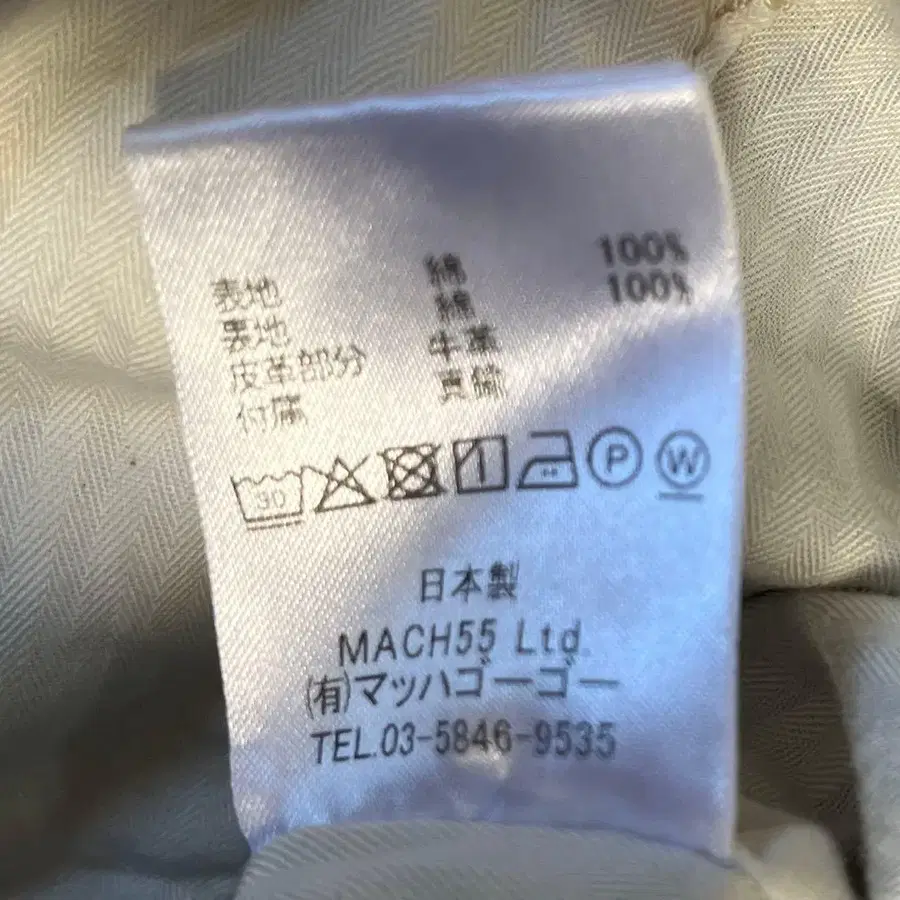 表地 綿 100%
裏地 綿 100%
皮革部分 牛革
付属 真鍮
30 P W
日本製
MACH55 Ltd.
(有)マッハゴーゴー
TEL.03-5846-9535